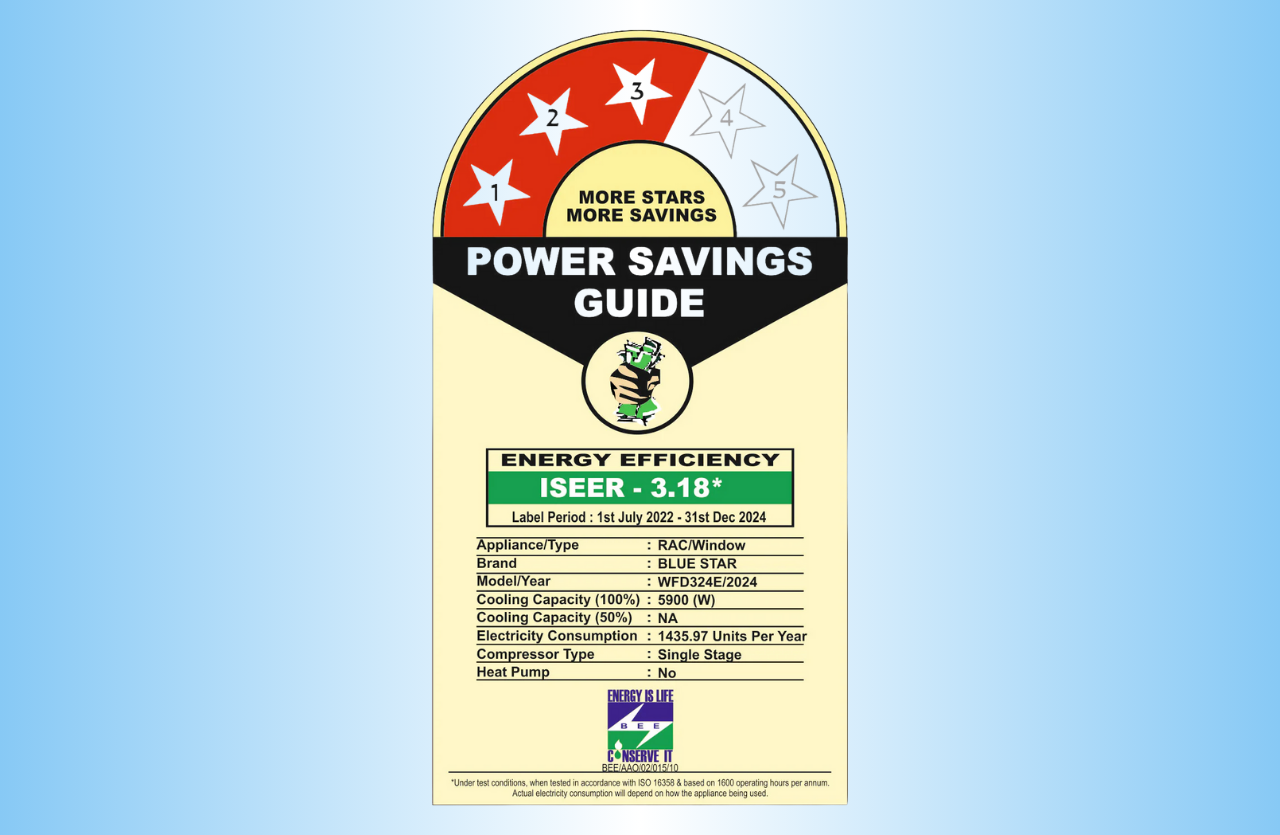 1
2
3
4
5
MORE STARS
MORE SAVINGS
POWER SAVINGS
GUIDE
ENERGY EFFICIENCY
ISEER - 3.18*
Label Period : 1st July 2022 - 31st Dec 2024
Appliance/Type : RAC/Window
Brand : BLUE STAR
Model/Year : WFD324E/2024
Cooling Capacity (100%) : 5900 (W)
Cooling Capacity (50%) : NA
Electricity Consumption : 1435.97 Units Per Year
Compressor Type : Single Stage
Heat Pump : No
ENERGY IS LIFE
BEE
CONSERVE IT
BEE/AAO/02/015/10
*Under test conditions, when tested in accordance with ISO 16358 & based on 1600 operating hours per annum.
Actual electricity consumption will depend on how the appliance being used.